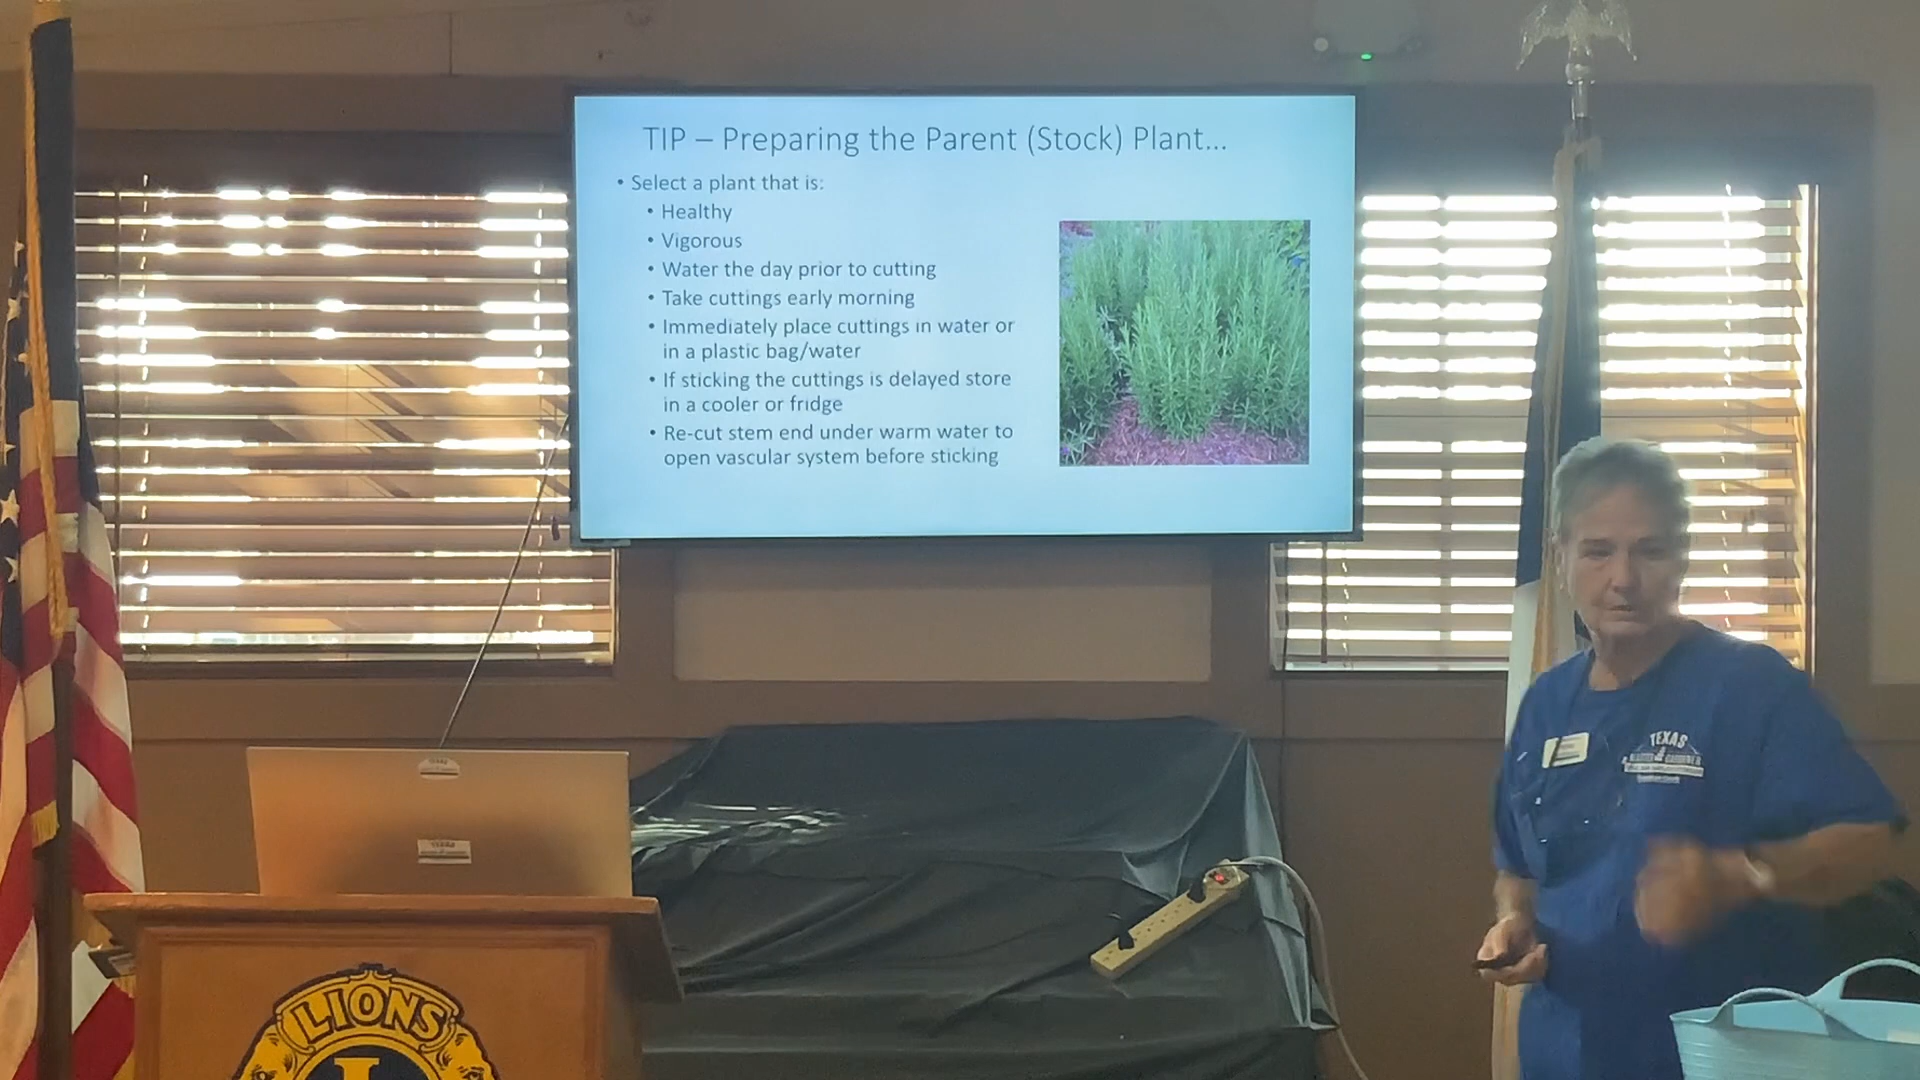 TIP – Preparing the Parent (Stock) Plant...
• Select a plant that is:
• Healthy
• Vigorous
• Water the day prior to cutting
• Take cuttings early morning
• Immediately place cuttings in water or
in a plastic bag/water
• If sticking the cuttings is delayed store
in a cooler or fridge
• Re-cut stem end under warm water to
open vascular system before sticking
TEXAS
MASTER GARDENER
LIONS
L